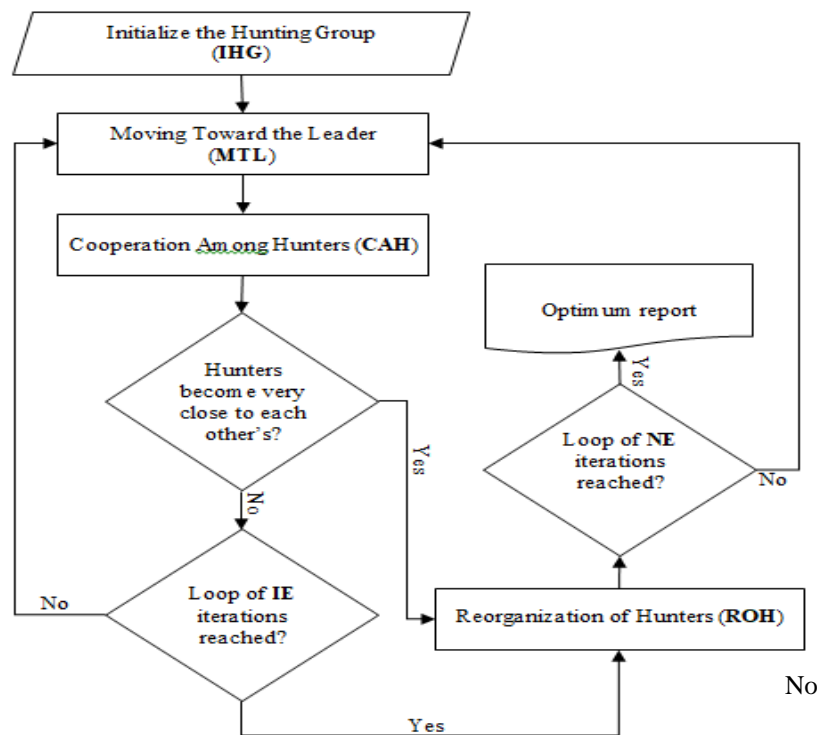 Initialize the Hunting Group
(IHG)
Moving Toward the Leader
(MTL)
Cooperation Among Hunters (CAH)
Hunters
become very
close to each
other's?
Yes
No
Loop of IE
iterations
reached?
No
Yes
Reorganization of Hunters (ROH)
Loop of NE
iterations
reached?
No
Yes
Optimum report
No